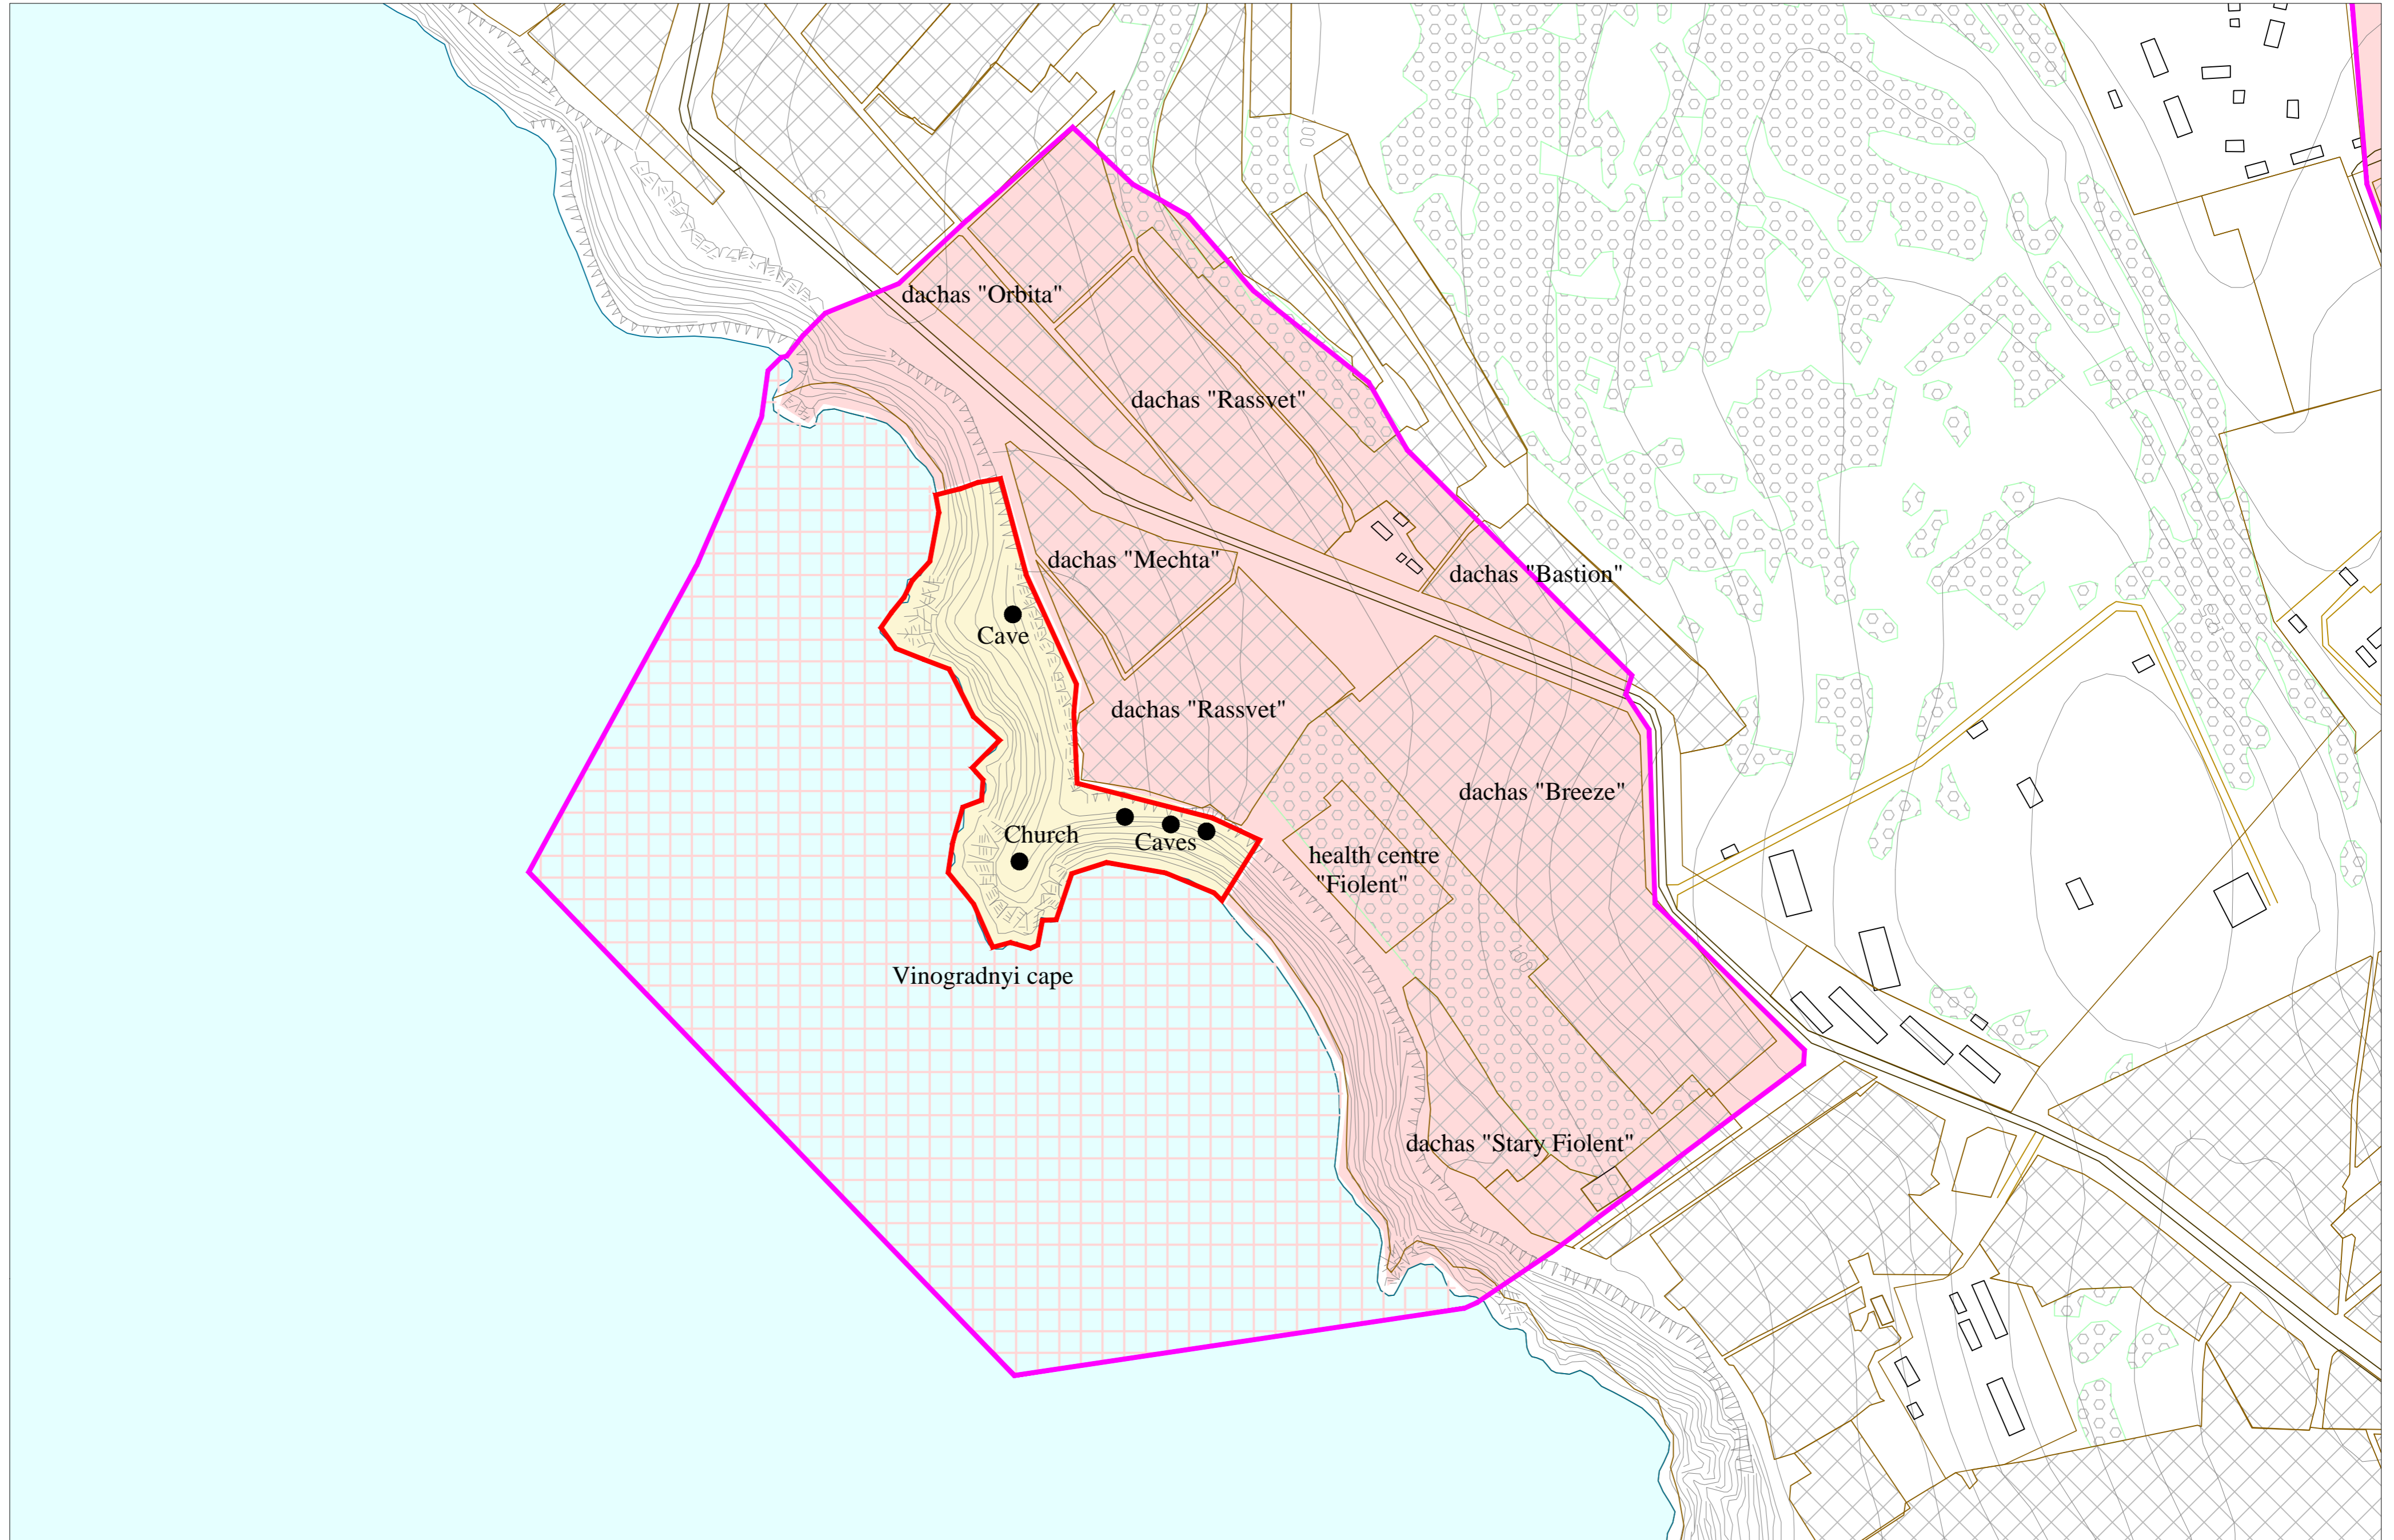 dachas "Orbita"
dachas "Rassvet"
dachas "Mechta"
dachas "Bastion"
Cave
dachas "Rassvet"
dachas "Breeze"
Church
Caves
health centre
"Fiolent"
Vinogradnyi cape
100
dachas "Stary Fiolent"